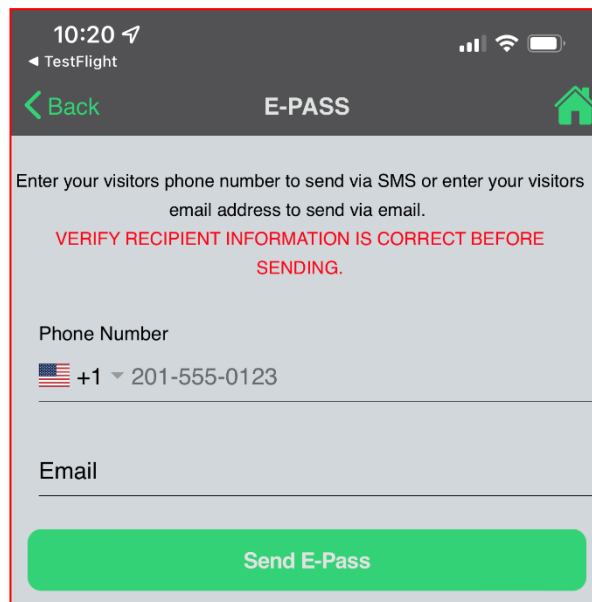 10:20
◄ TestFlight
Back
E-PASS
Enter your visitors phone number to send via SMS or enter your visitors
email address to send via email.
VERIFY RECIPIENT INFORMATION IS CORRECT BEFORE
SENDING.
Phone Number
+1 201-555-0123
Email
Send E-Pass